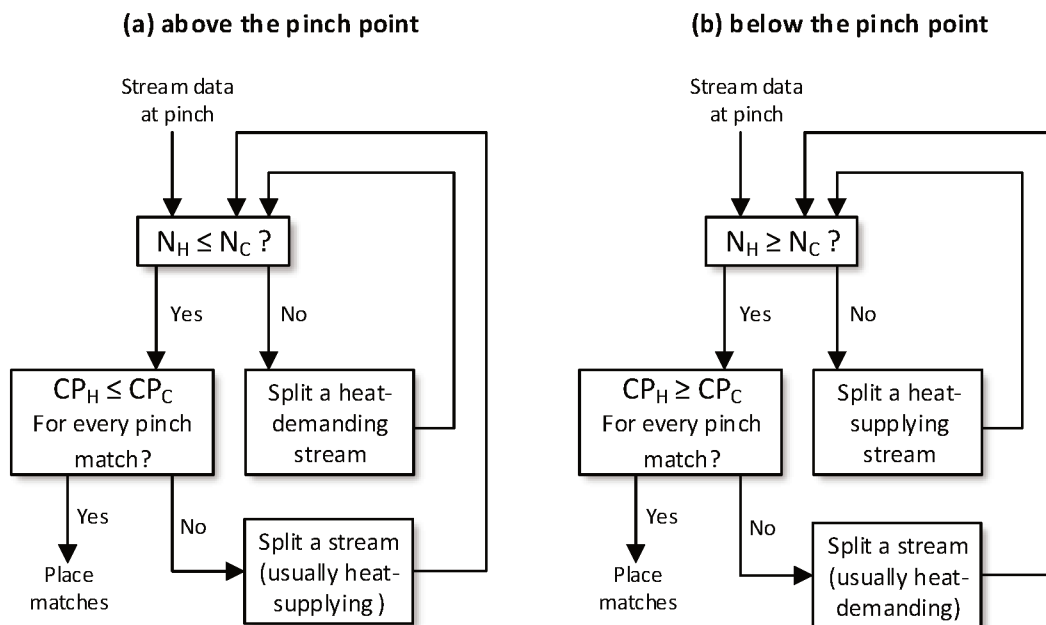 (a) above the pinch point
Stream data
at pinch
N_H ≤ N_C ?
Yes
No
CP_H ≤ CP_C
For every pinch
match?
Split a heat-
demanding
stream
Yes
No
Place
matches
Split a stream
(usually heat-
supplying )
(b) below the pinch point
Stream data
at pinch
N_H ≥ N_C ?
Yes
No
CP_H ≥ CP_C
For every pinch
match?
Split a heat-
supplying
stream
Yes
No
Place
matches
Split a stream
(usually heat-
demanding)